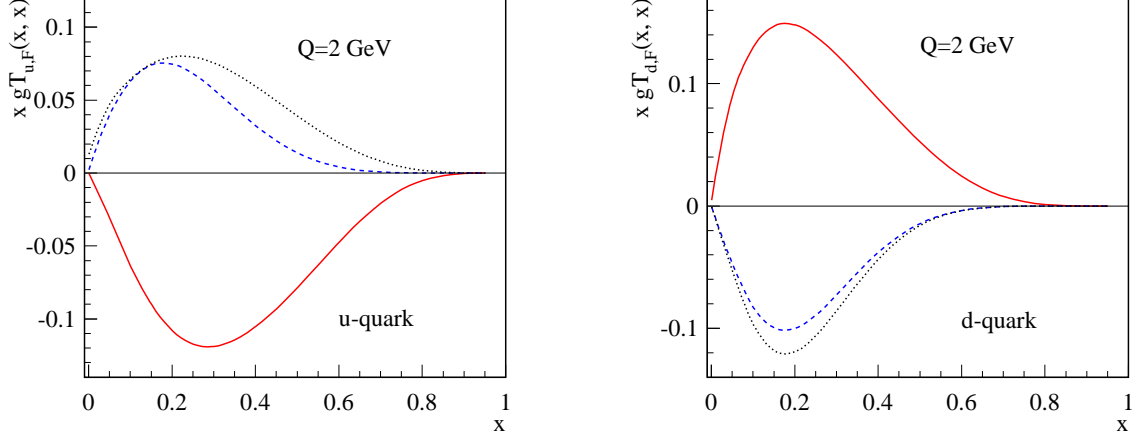 x gT_{u,F}(x, x)
0.1
0.05
0
-0.05
-0.1
Q=2 GeV
u-quark
0 0.2 0.4 0.6 0.8 1
x
x gT_{d,F}(x, x)
0.1
0
-0.1
Q=2 GeV
d-quark
0 0.2 0.4 0.6 0.8 1
x